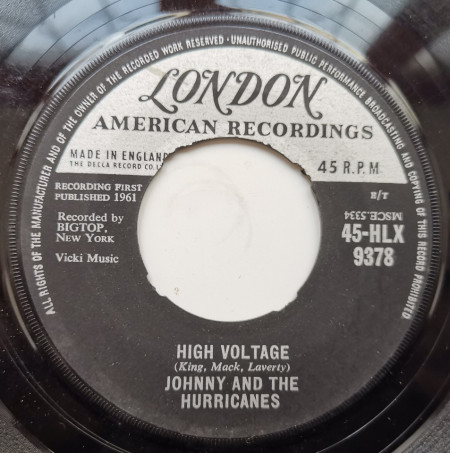 ALL RIGHTS OF THE MANUFACTURER AND OF THE OWNER OF THE RECORDED WORK RESERVED · UNAUTHORISED PUBLIC PERFORMANCE BROADCASTING AND COPYING OF THIS RECORD PROHIBITED
LONDON
AMERICAN RECORDINGS
MADE IN ENGLAND
THE DECCA RECORD CO.
45 R.P.M
RECORDING FIRST
PUBLISHED 1961
Recorded by
BIGTOP,
New York
Vicki Music
E/T
MSCE.5334
45-HLX
9378
HIGH VOLTAGE
(King, Mack, Laverty)
JOHNNY AND THE
HURRICANES